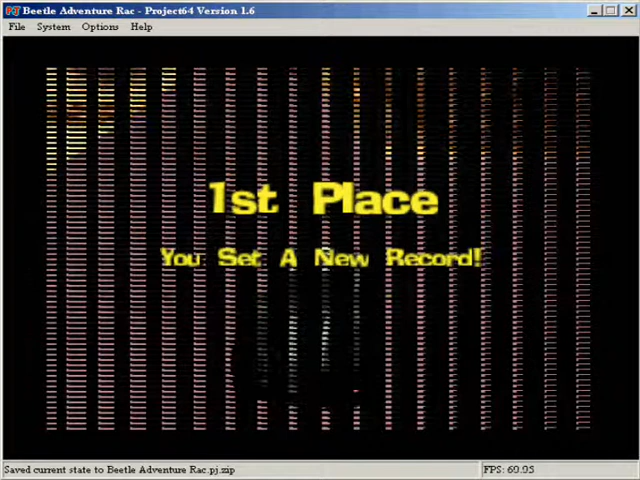 Beetle Adventure Rac - Project64 Version 1.6
File System Options Help
1st Place
You Set A New Record!
Saved current state to Beetle Adventure Rac.pj.zip
FPS: 60.95